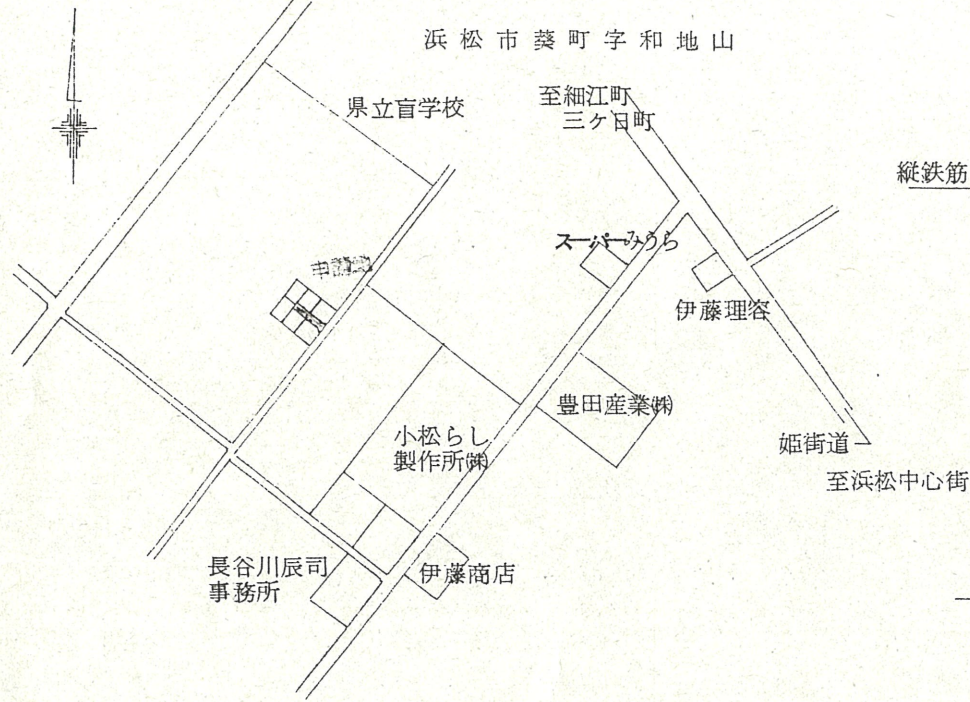 浜松市葵町字和地山
県立盲学校
至細江町
三ケ日町
縦鉄筋
スーパーみうら
伊藤理容
豊田産業㈱
小松らし
製作所㈱
姫街道
至浜松中心街
長谷川辰司
事務所
伊藤商店